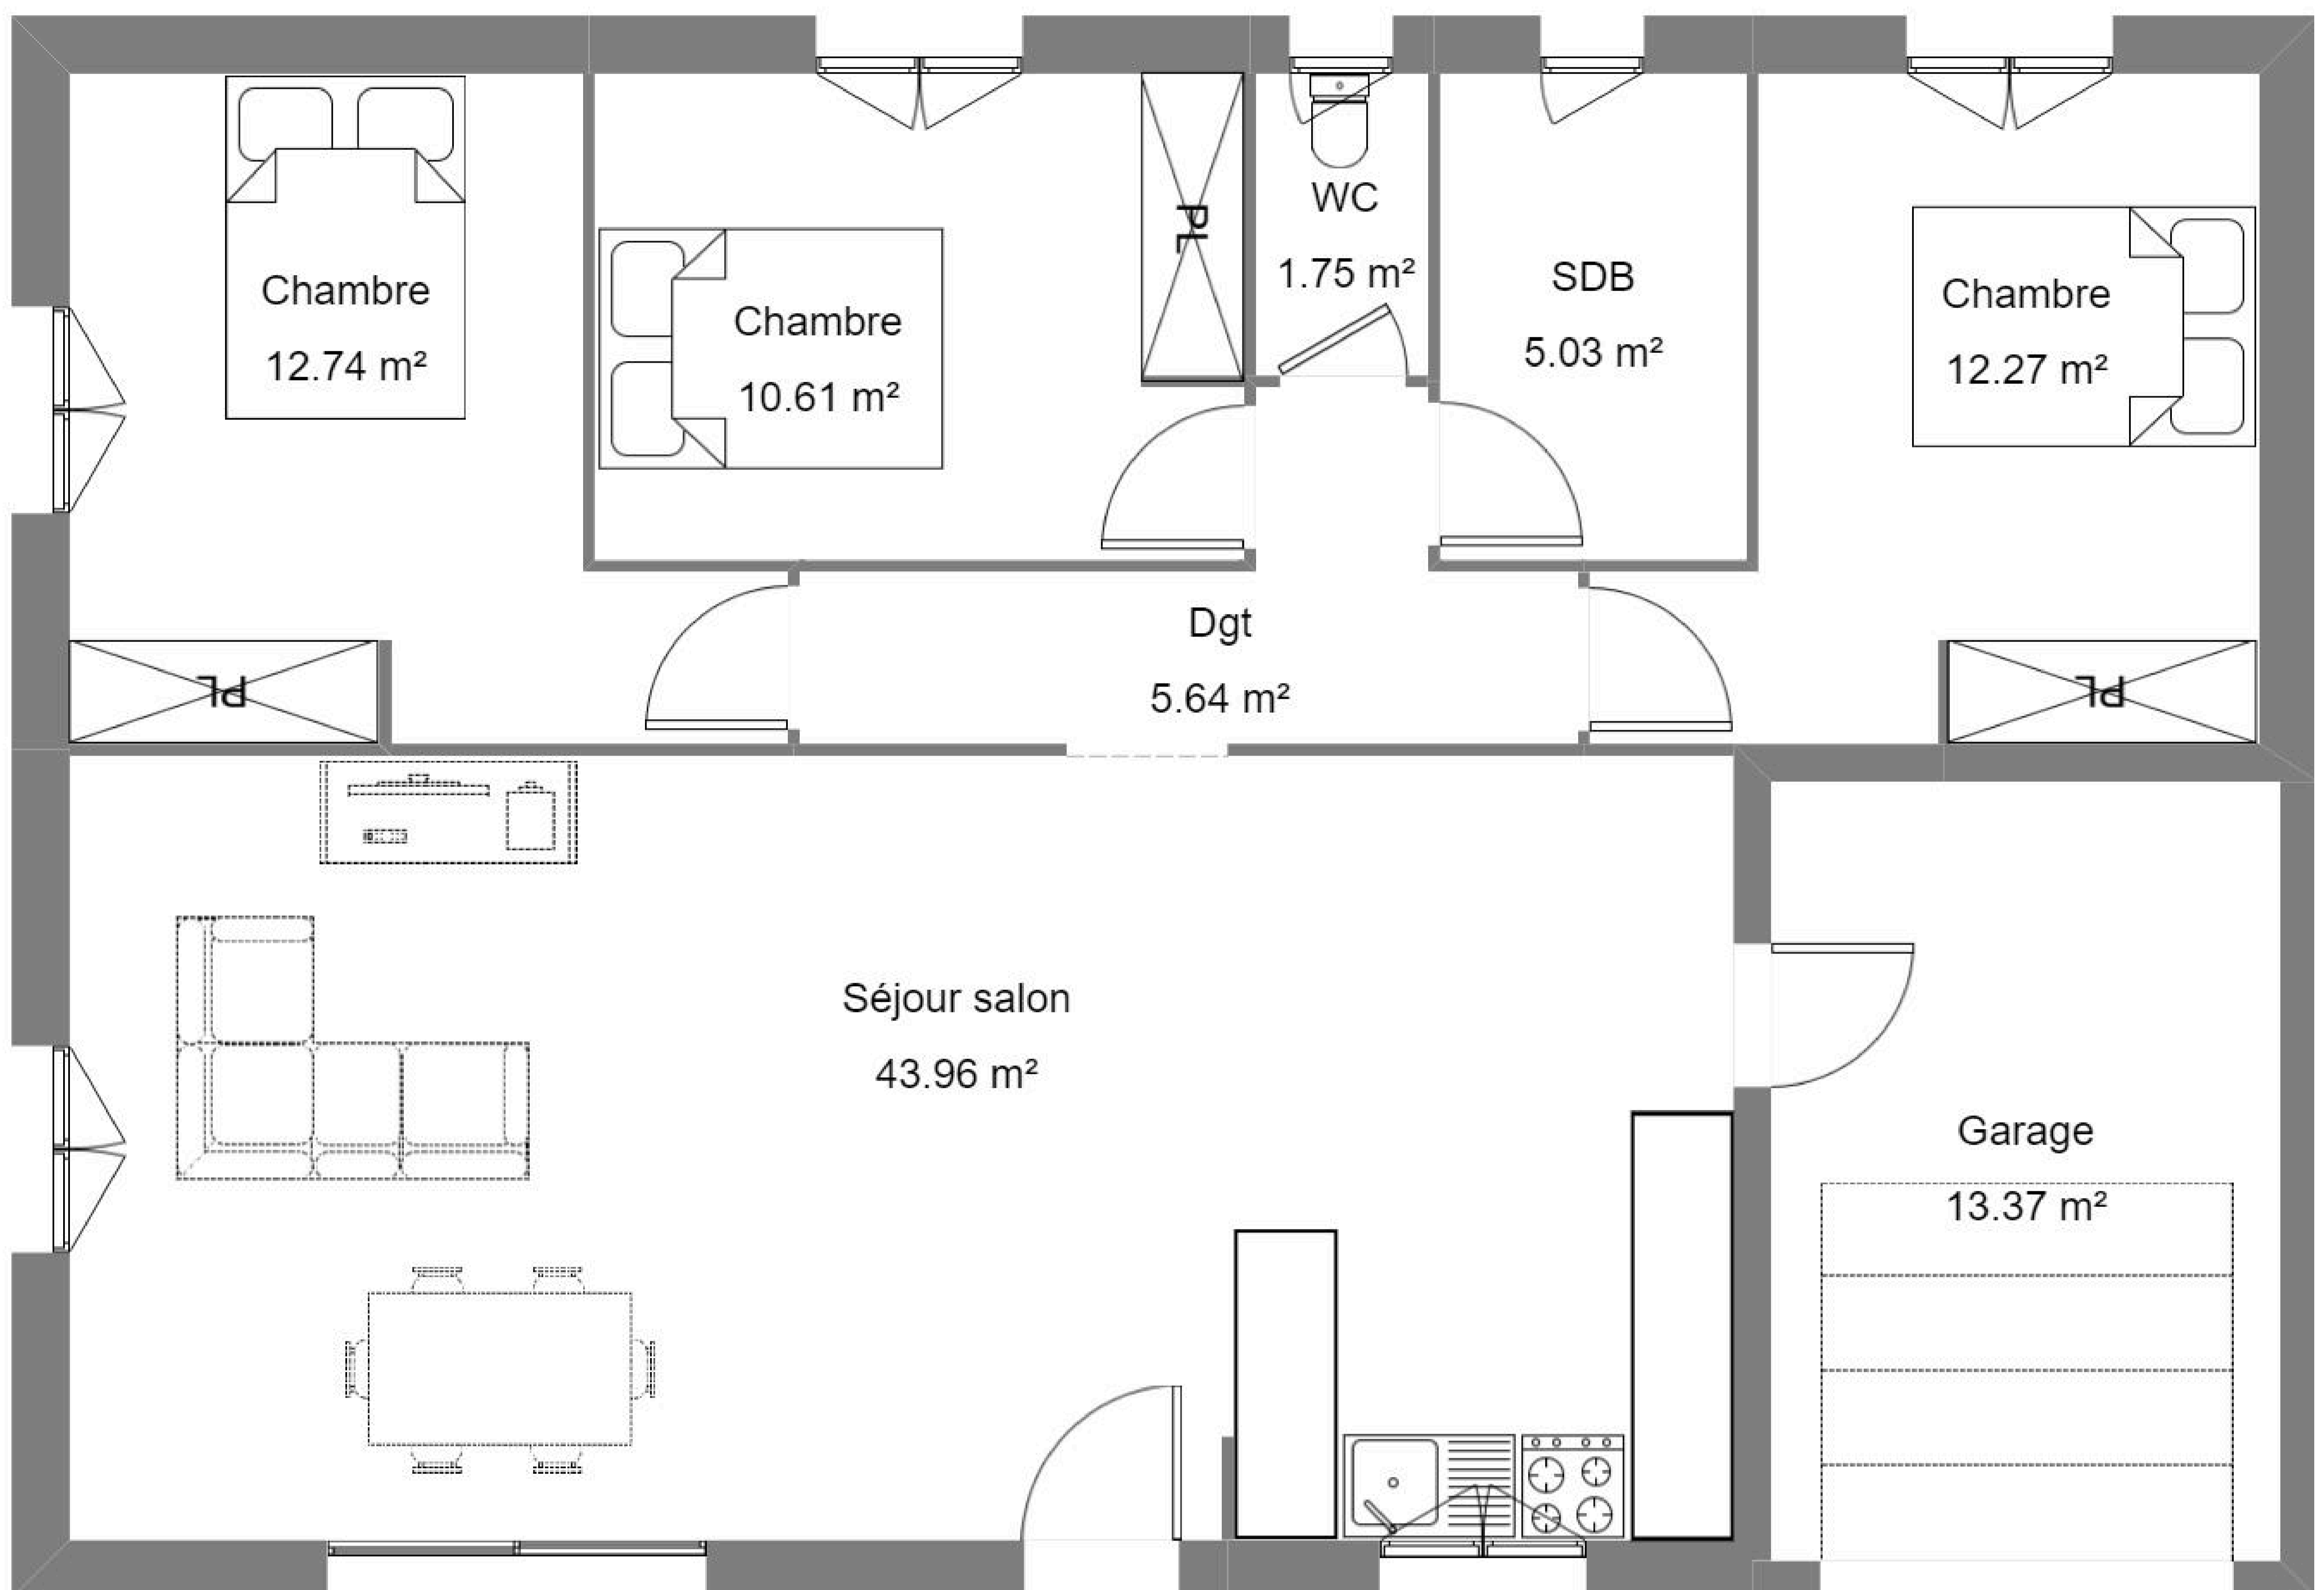 Chambre
12.74 m²
Chambre
10.61 m²
PL
WC
1.75 m²
SDB
5.03 m²
Chambre
12.27 m²
PL
Dgt
5.64 m²
PL
Séjour salon
43.96 m²
Garage
13.37 m²